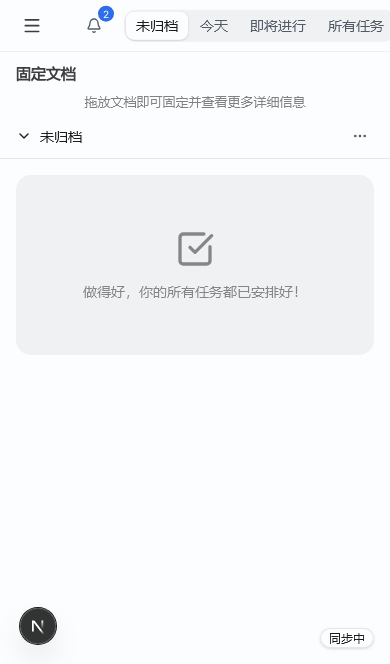 2
未归档 今天 即将进行 所有任务
固定文档
拖放文档即可固定并查看更多详细信息
未归档
做得好，你的所有任务都已安排好！
N
同步中